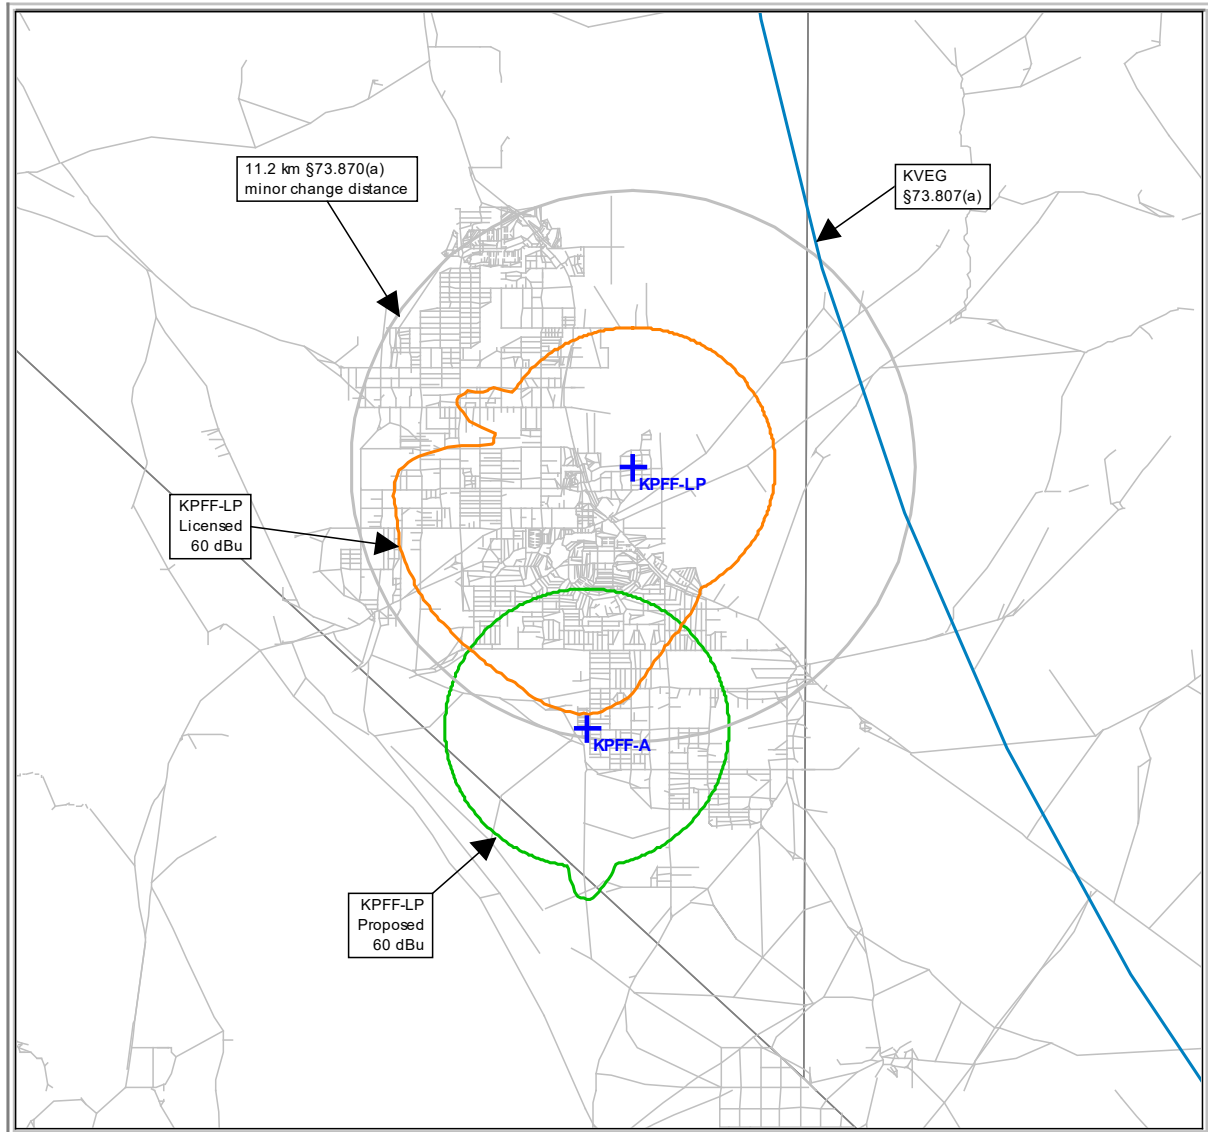 11.2 km §73.870(a)
minor change distance
KVEG
§73.807(a)
KPFF-LP
KPFF-LP
Licensed
60 dBu
KPFF-A
KPFF-LP
Proposed
60 dBu